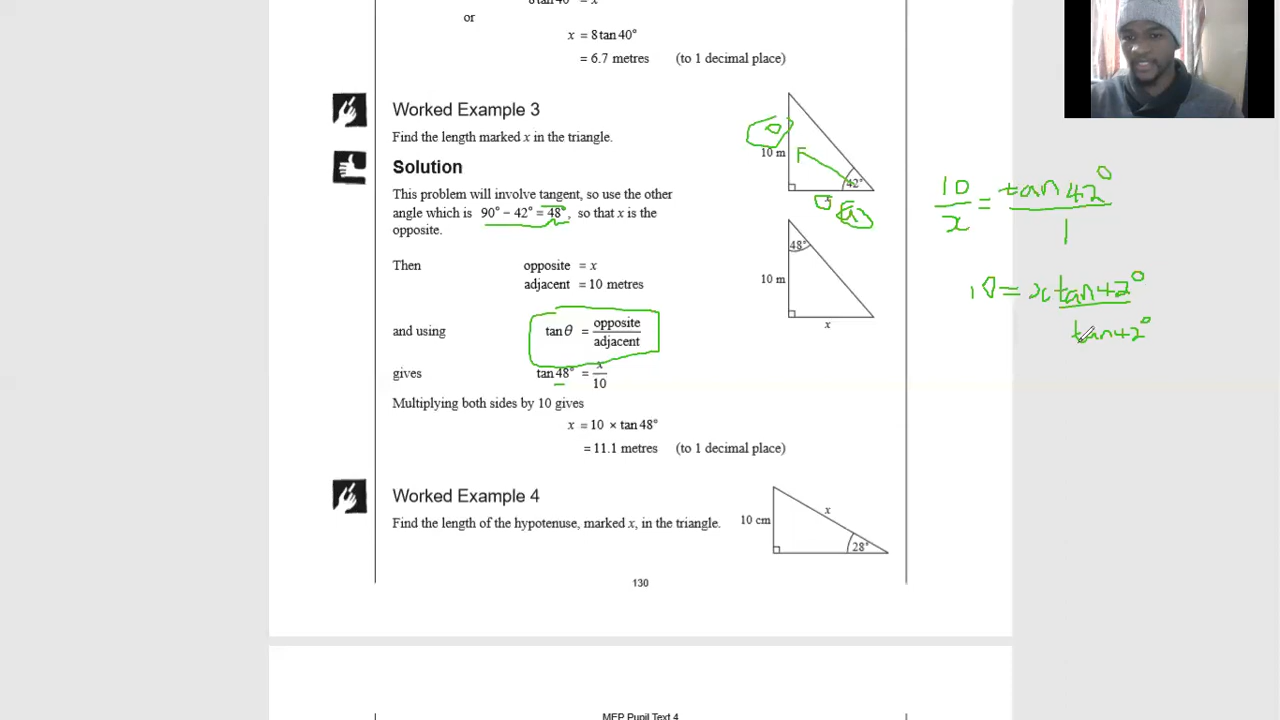 8 tan 40° = x
or
x = 8 tan 40°
= 6.7 metres (to 1 decimal place)
Worked Example 3
Find the length marked x in the triangle.
10 m
42°
O
A
Solution
This problem will involve tangent, so use the other
angle which is 90° − 42° = 48°, so that x is the
opposite.
48°
10 m
x
Then opposite = x
adjacent = 10 metres
and using tan θ = opposite
adjacent
gives tan 48° = x
10
Multiplying both sides by 10 gives
x = 10 × tan 48°
= 11.1 metres (to 1 decimal place)
Worked Example 4
Find the length of the hypotenuse, marked x, in the triangle.
10 cm
x
28°
130
MEP Pupil Text 4
10 = tan 42°
x 1
10 = x tan 42°
tan 42°